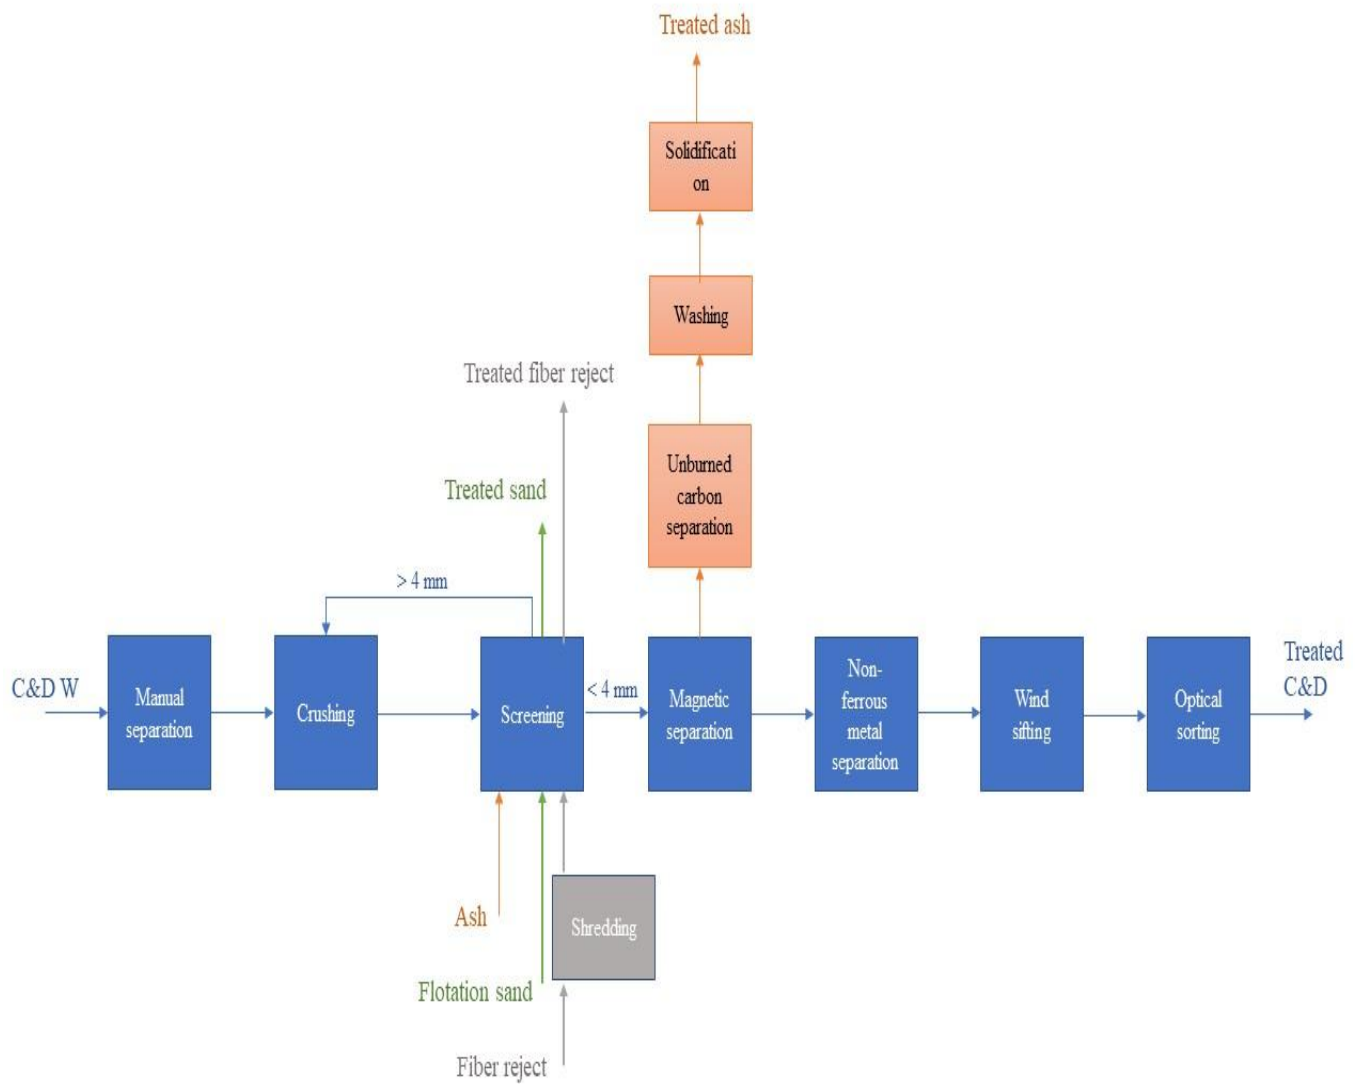 Treated ash
Solidificati
on
Washing
Treated fiber reject
Unburned
carbon
separation
Treated sand
> 4 mm
C&D W
Manual
separation
Crushing
Screening
< 4 mm
Magnetic
separation
Non-
ferrous
metal
separation
Wind
sifting
Optical
sorting
Treated
C&D
Ash
Shredding
Flotation sand
Fiber reject